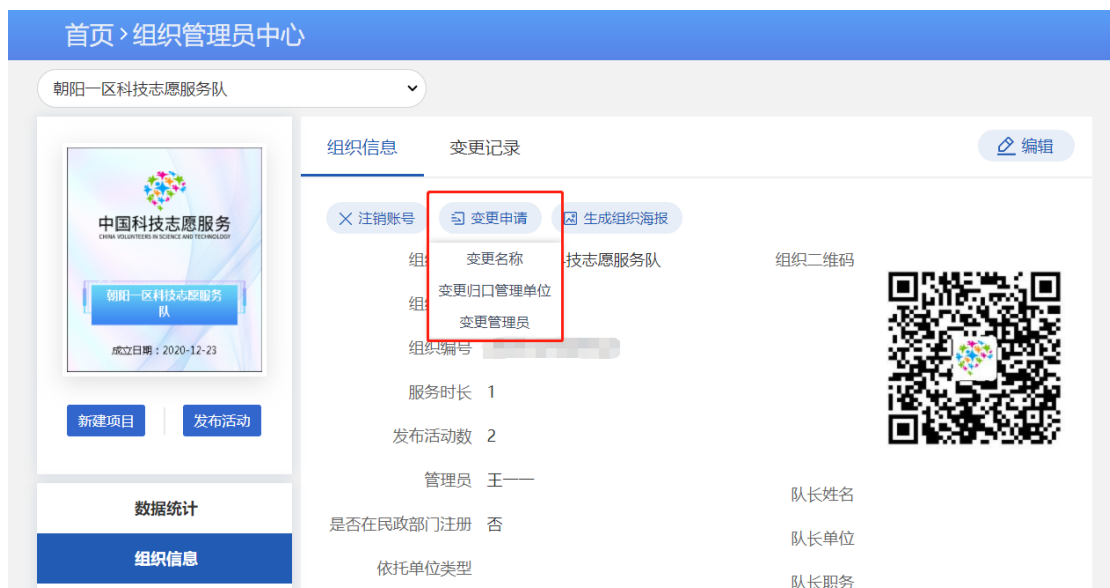 首页›组织管理员中心
朝阳一区科技志愿服务队
中国科技志愿服务
CHINA VOLUNTEERS IN SCIENCE AND TECHNOLOGY
朝阳一区科技志愿服务
队
成立日期：2020-12-23
新建项目
发布活动
数据统计
组织信息
组织信息
变更记录
编辑
注销账号
变更申请
生成组织海报
变更名称
变更归口管理单位
变更管理员
组
技志愿服务队
组
组织编号
服务时长 1
发布活动数 2
管理员 王一一
是否在民政部门注册 否
依托单位类型
组织二维码
队长姓名
队长单位
队长职务